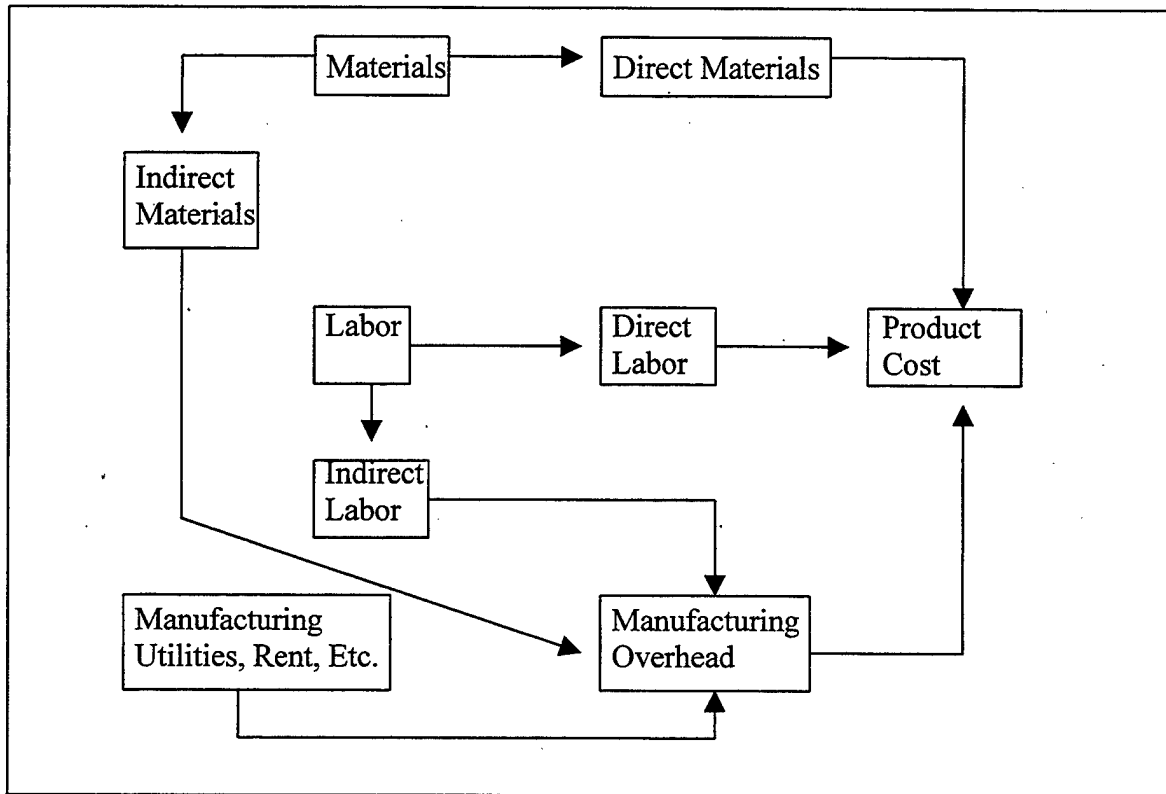 Materials
Direct Materials
Indirect
Materials
Labor
Direct
Labor
Product
Cost
Indirect
Labor
Manufacturing
Utilities, Rent, Etc.
Manufacturing
Overhead